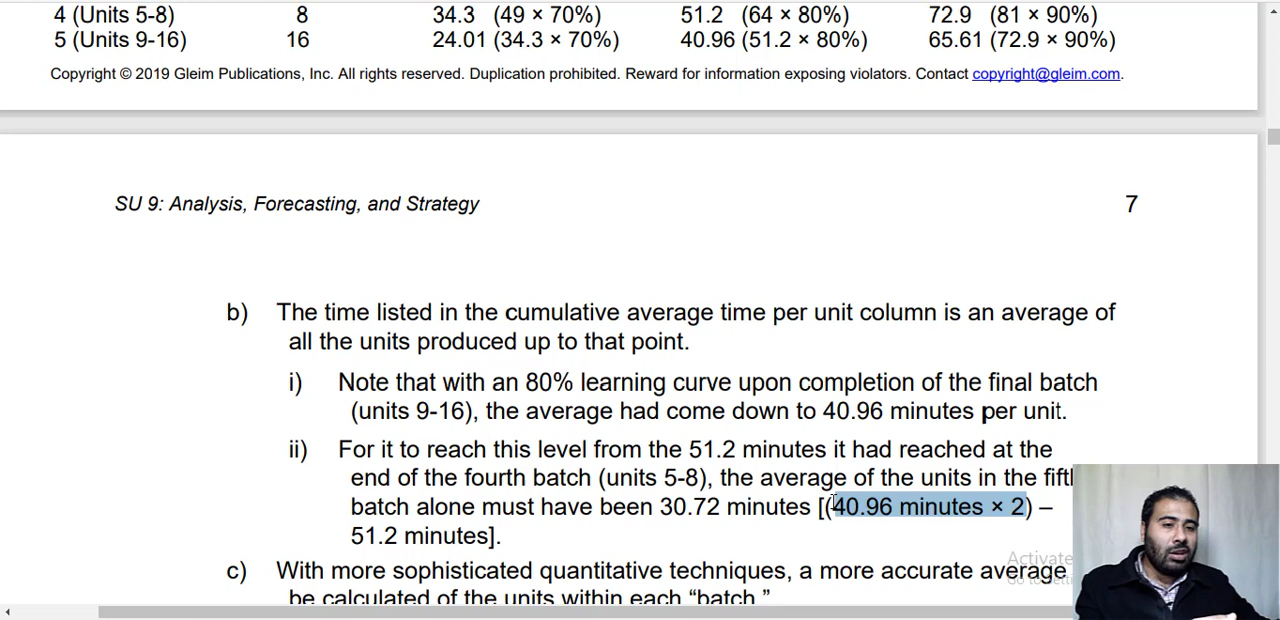 4 (Units 5-8) 8 34.3 (49 × 70%) 51.2 (64 × 80%) 72.9 (81 × 90%)
5 (Units 9-16) 16 24.01 (34.3 × 70%) 40.96 (51.2 × 80%) 65.61 (72.9 × 90%)
Copyright © 2019 Gleim Publications, Inc. All rights reserved. Duplication prohibited. Reward for information exposing violators. Contact copyright@gleim.com.
SU 9: Analysis, Forecasting, and Strategy 7
b) The time listed in the cumulative average time per unit column is an average of
all the units produced up to that point.
i) Note that with an 80% learning curve upon completion of the final batch
(units 9-16), the average had come down to 40.96 minutes per unit.
ii) For it to reach this level from the 51.2 minutes it had reached at the
end of the fourth batch (units 5-8), the average of the units in the fifth
batch alone must have been 30.72 minutes [(40.96 minutes × 2) –
51.2 minutes].
Activate
c) With more sophisticated quantitative techniques, a more accurate average
be calculated of the units within each “batch.”